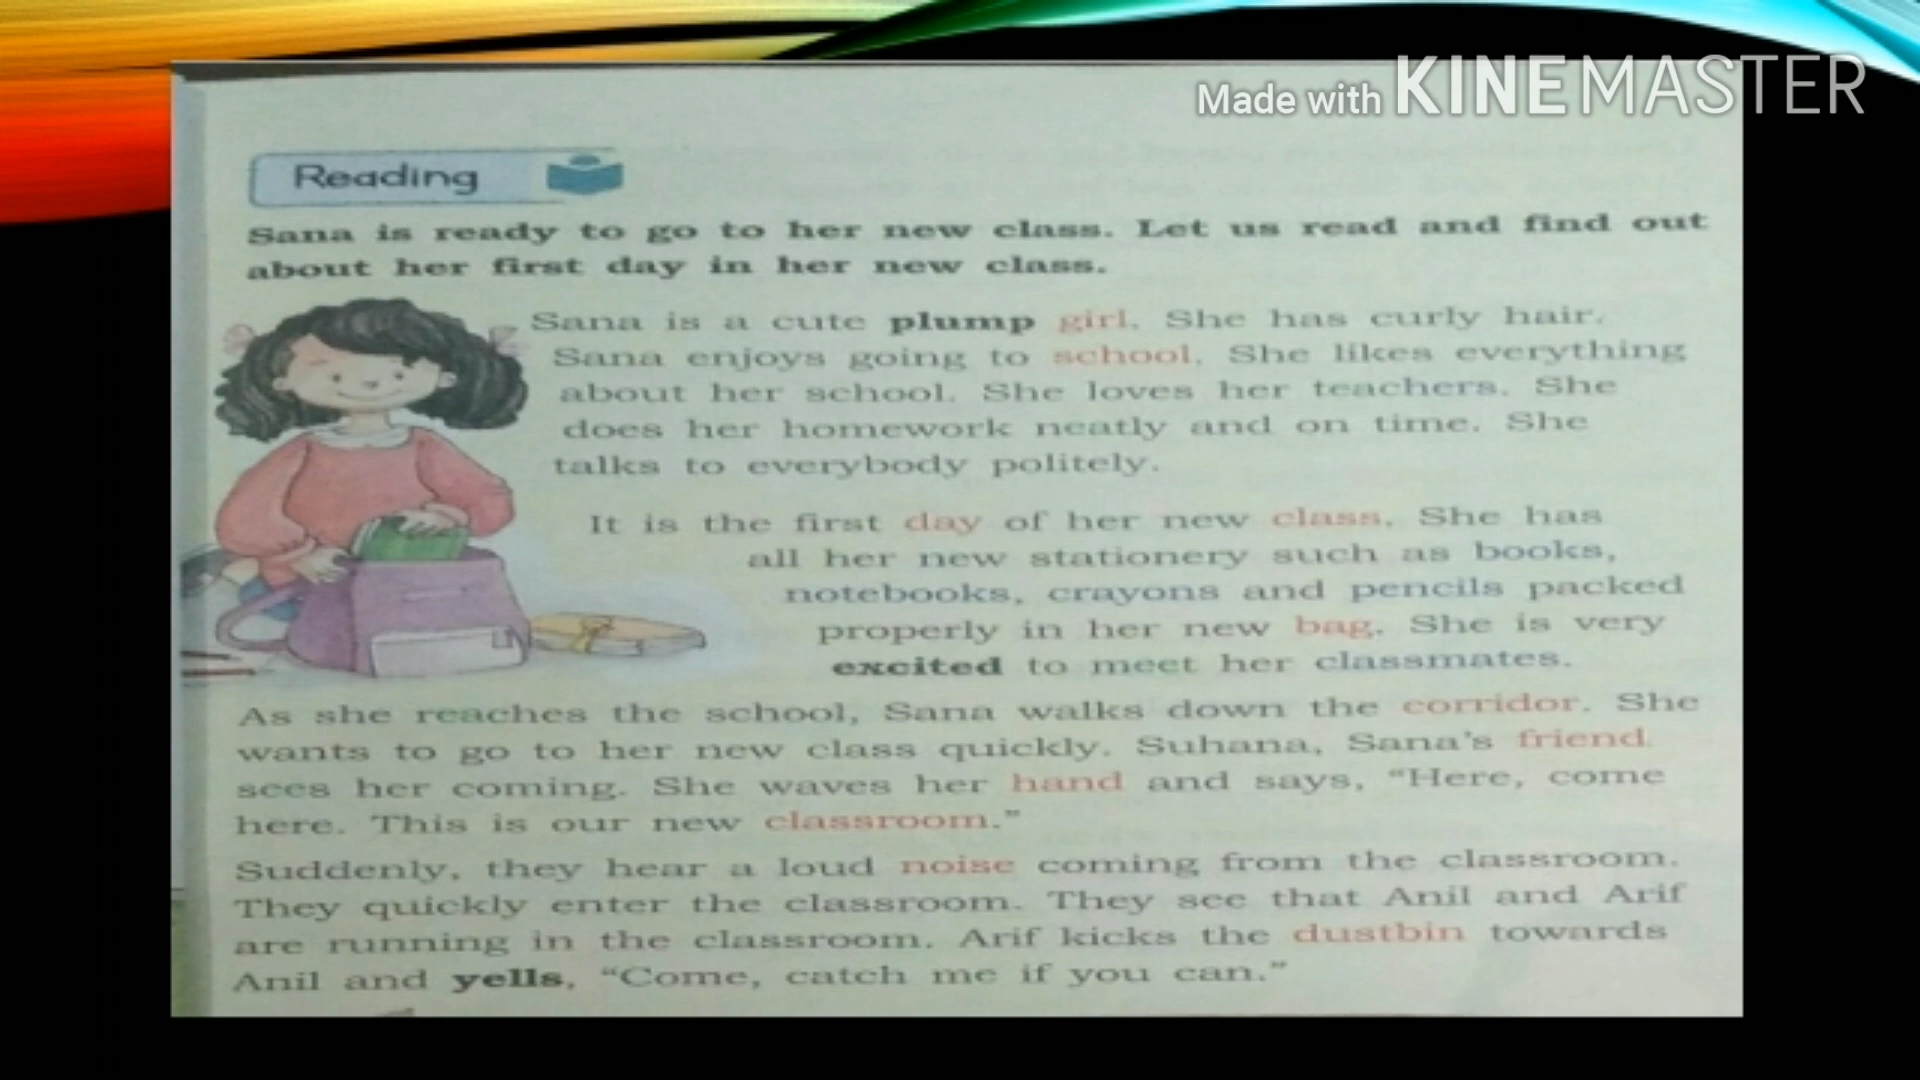 Made with KINEMASTER
Reading
Sana is ready to go to her new class. Let us read and find out
about her first day in her new class.
Sana is a cute plump girl. She has curly hair.
Sana enjoys going to school. She likes everything
about her school. She loves her teachers. She
does her homework neatly and on time. She
talks to everybody politely.
It is the first day of her new class. She has
all her new stationery such as books,
notebooks, crayons and pencils packed
properly in her new bag. She is very
excited to meet her classmates.
As she reaches the school, Sana walks down the corridor. She
wants to go to her new class quickly. Suhana, Sana's friend
sees her coming. She waves her hand and says, "Here, come
here. This is our new classroom."
Suddenly, they hear a loud noise coming from the classroom.
They quickly enter the classroom. They see that Anil and Arif
are running in the classroom. Arif kicks the dustbin towards
Anil and yells, "Come, catch me if you can."